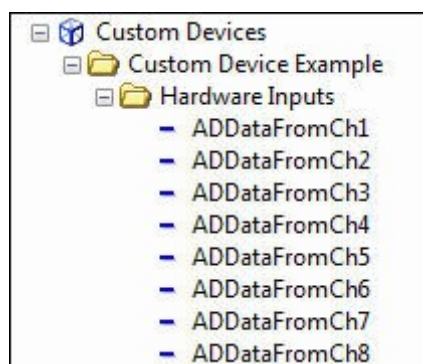 Custom Devices
Custom Device Example
Hardware Inputs
ADDataFromCh1
ADDataFromCh2
ADDataFromCh3
ADDataFromCh4
ADDataFromCh5
ADDataFromCh6
ADDataFromCh7
ADDataFromCh8